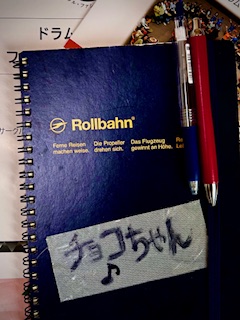 ドラム
Rollbahn®
Ferne Reisen
machen weise.
Die Propeller
drehen sich.
Das Flugzeug
gewinnt an Höhe.
チョコちゃん
♪